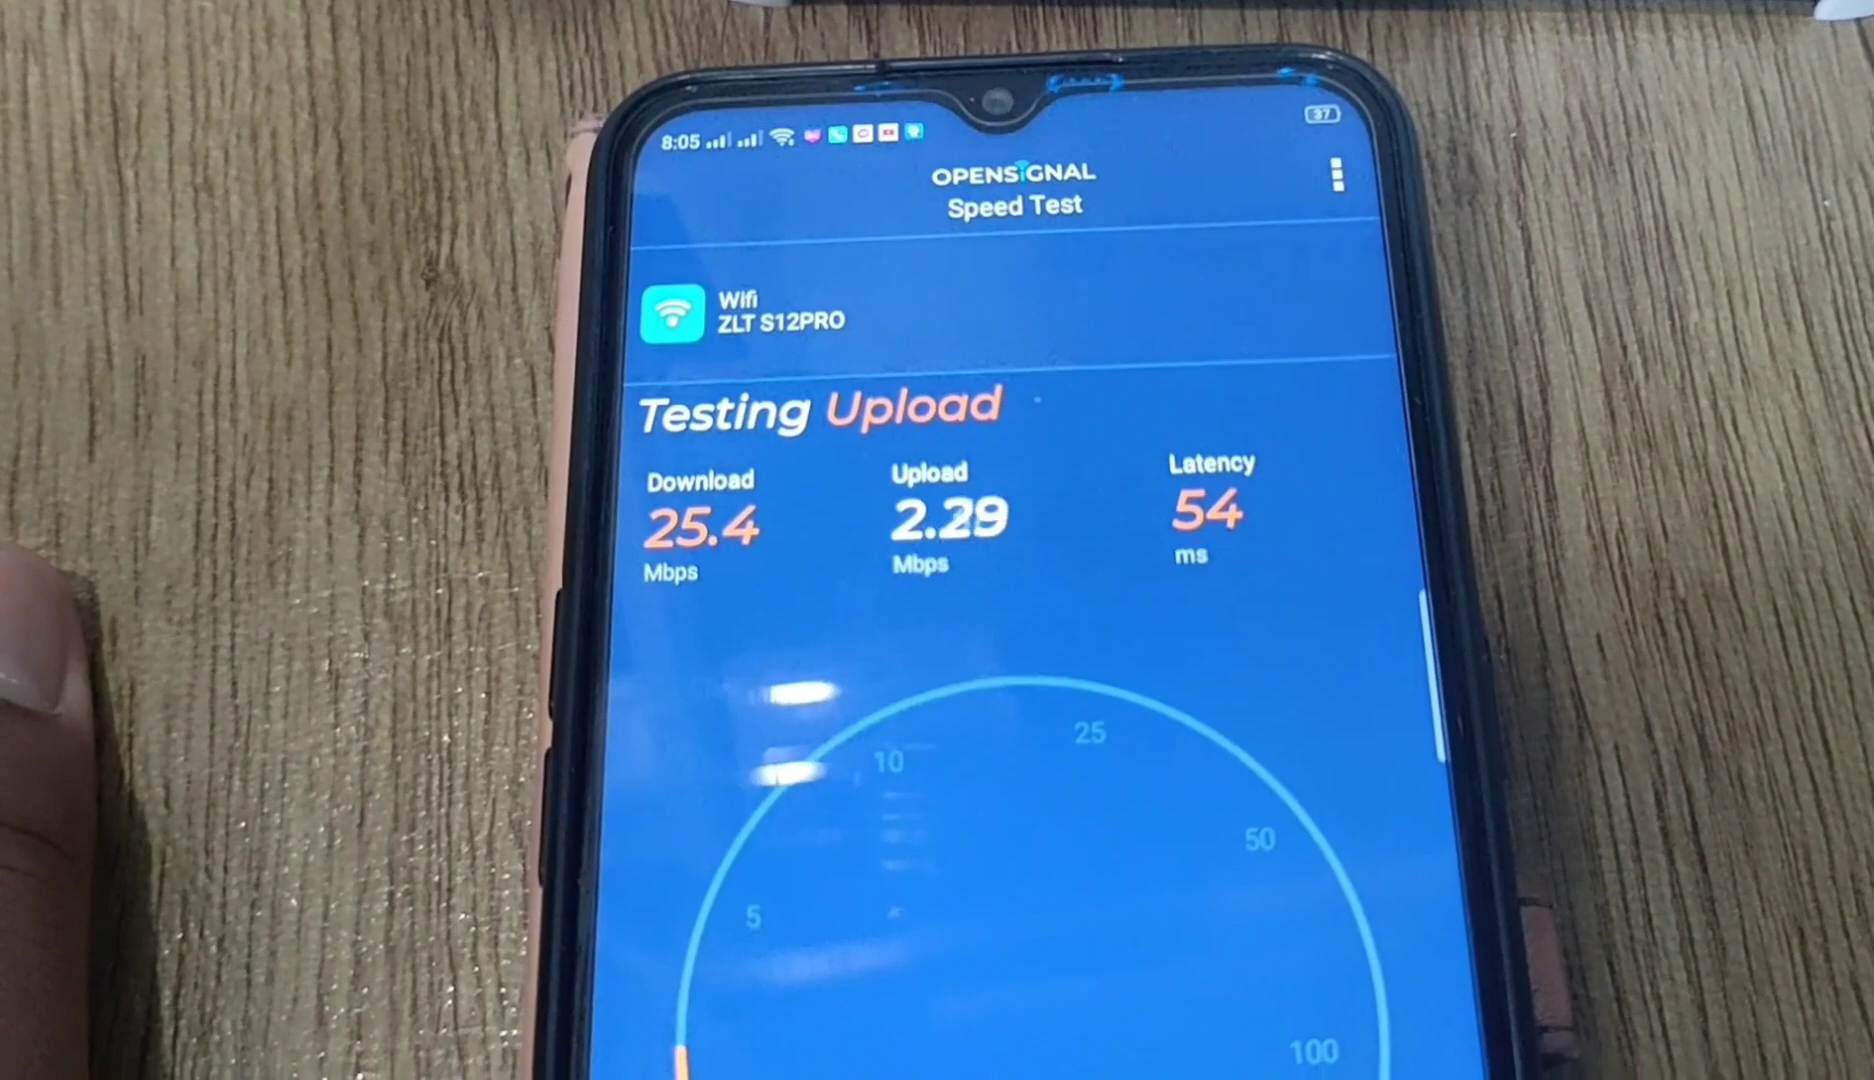 8:05
37
OPENSIGNAL
Speed Test
Wifi
ZLT S12PRO
Testing Upload
Download Upload Latency
25.4 2.29 54
Mbps Mbps ms
25
10
50
5
100